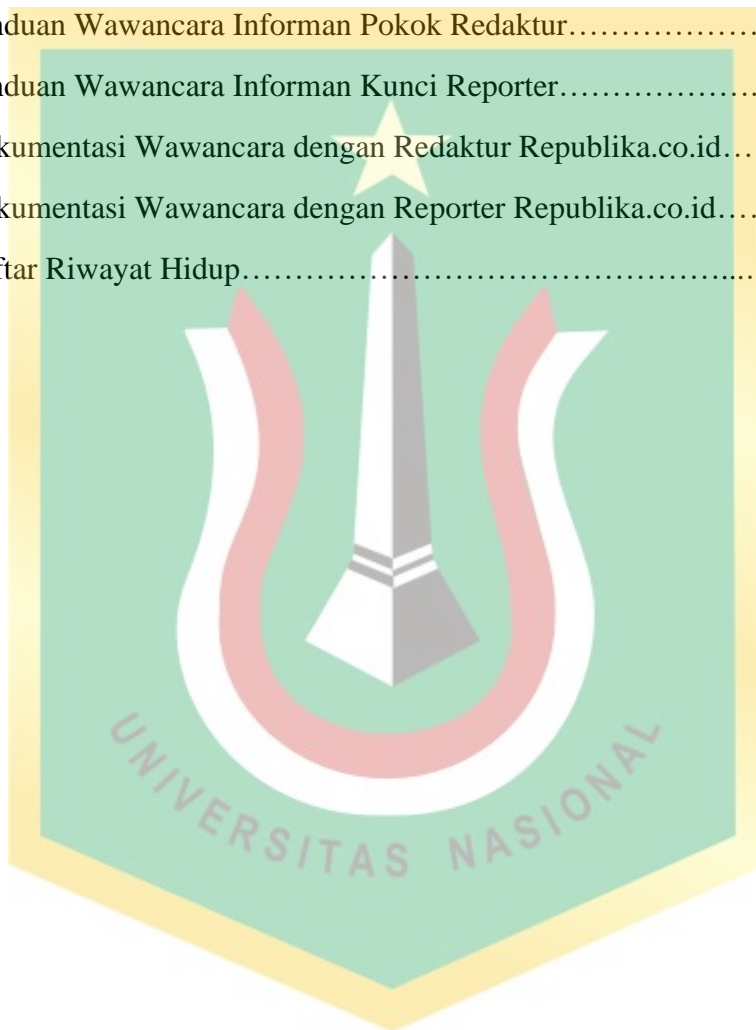 nduan Wawancara Informan Pokok Redaktur……………….
nduan Wawancara Informan Kunci Reporter……………….
kumentasi Wawancara dengan Redaktur Republika.co.id….
kumentasi Wawancara dengan Reporter Republika.co.id….
ftar Riwayat Hidup………………………………………...…
UNIVERSITAS NASIONAL